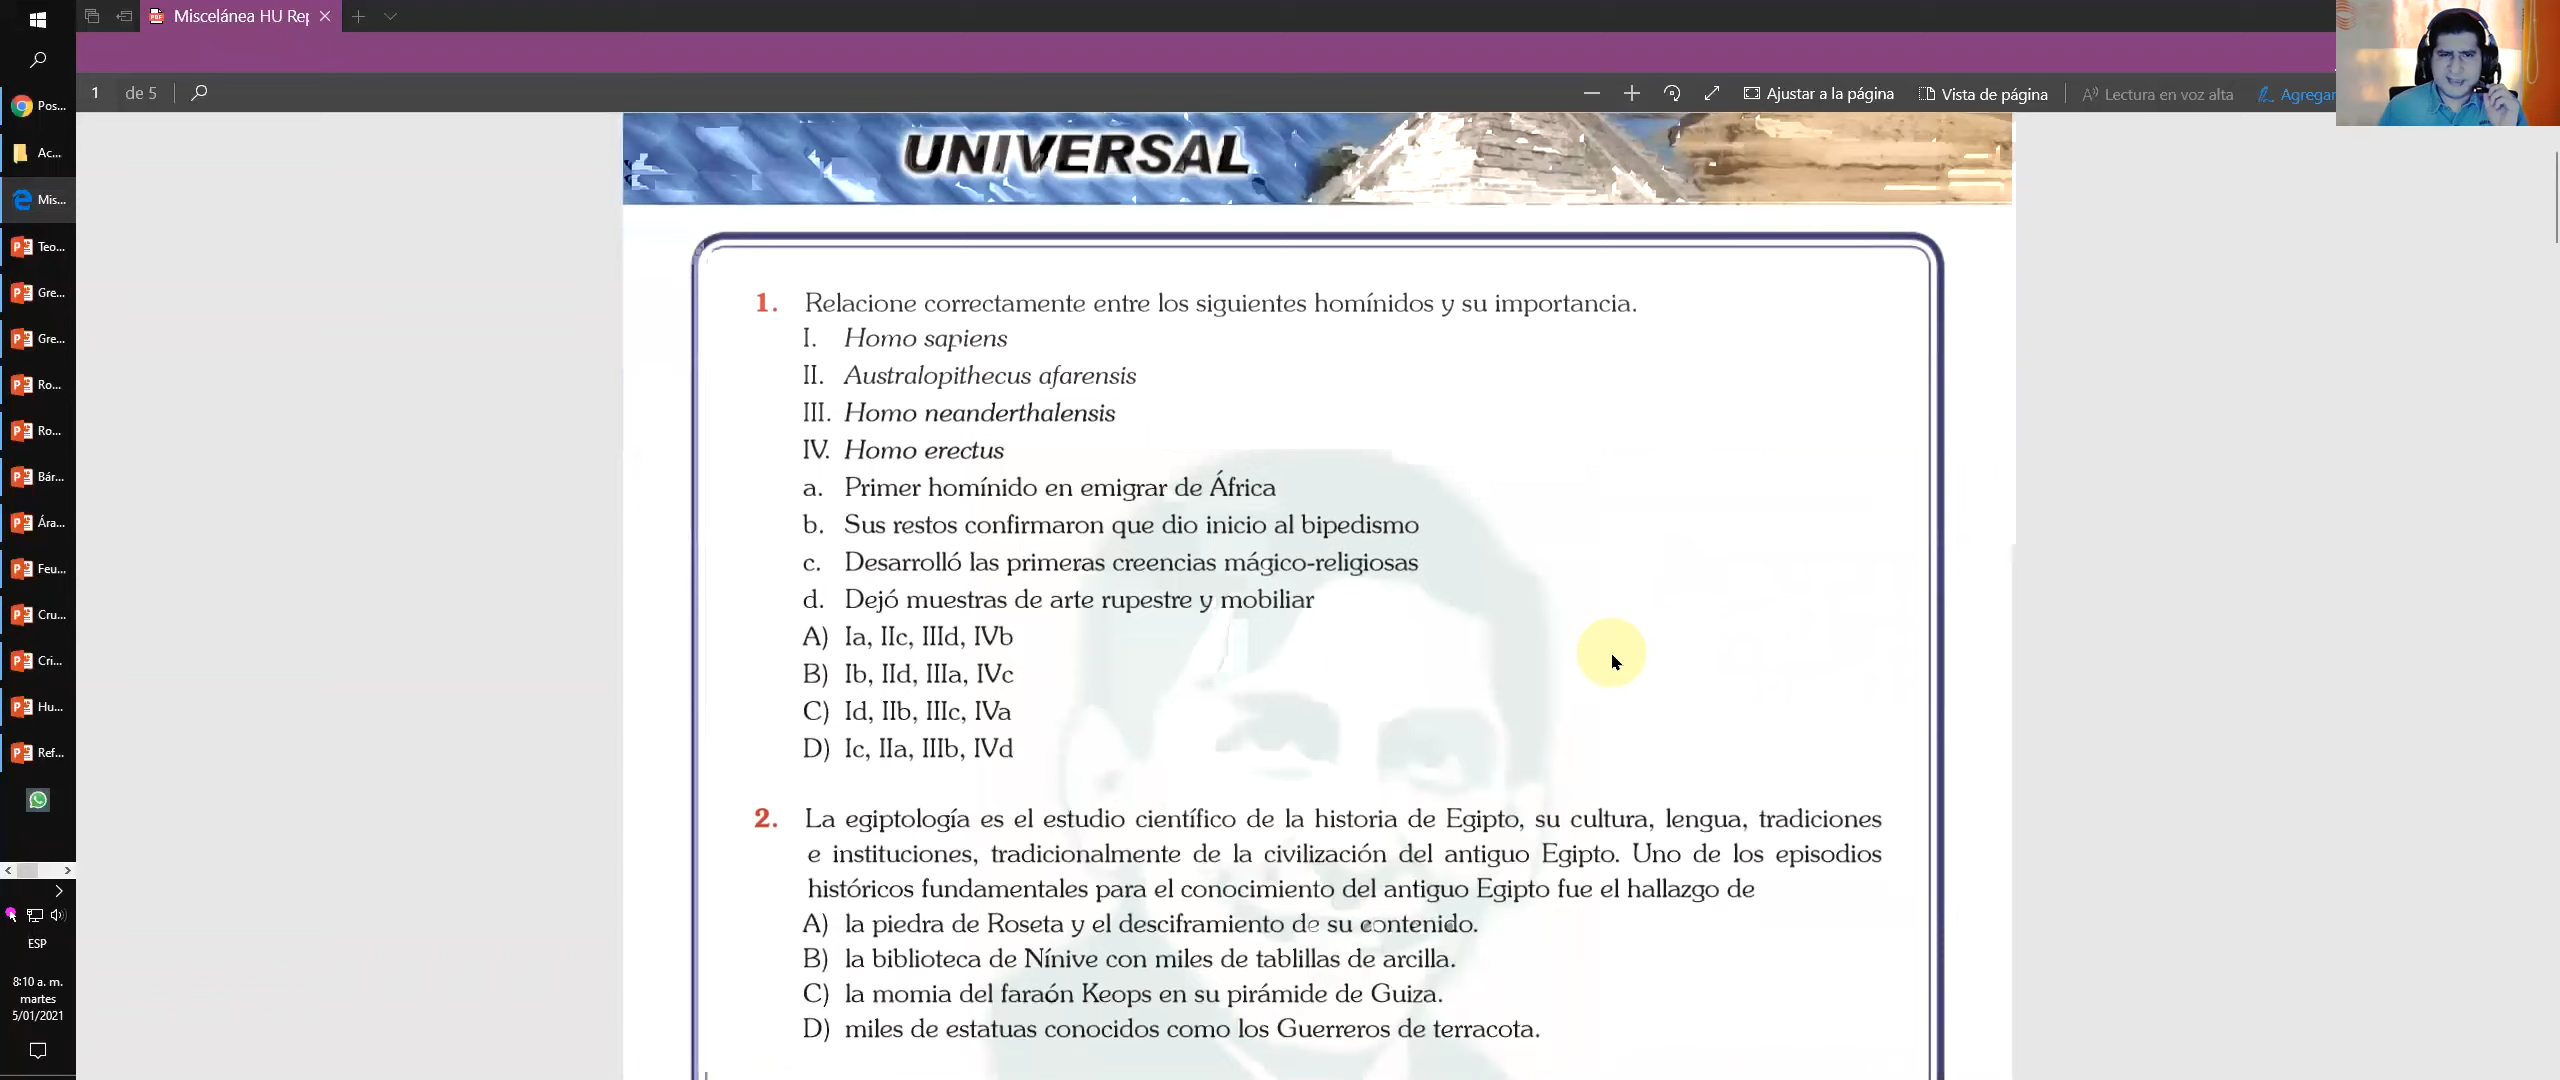 Miscelánea HU Rep
1 de 5
Ajustar a la página
Vista de página
Lectura en voz alta
Agregar
Pos...
Ac...
Mis...
Teo...
Gre...
Gre...
Ro...
Ro...
Bár...
Ára...
Feu...
Cru...
Cri...
Hu...
Ref...
ESP
8:10 a. m.
martes
5/01/2021
UNIVERSAL
1. Relacione correctamente entre los siguientes homínidos y su importancia.
I. Homo sapiens
II. Australopithecus afarensis
III. Homo neanderthalensis
IV. Homo erectus
a. Primer homínido en emigrar de África
b. Sus restos confirmaron que dio inicio al bipedismo
c. Desarrolló las primeras creencias mágico-religiosas
d. Dejó muestras de arte rupestre y mobiliar
A) Ia, IIc, IIId, IVb
B) Ib, IId, IIIa, IVc
C) Id, IIb, IIIc, IVa
D) Ic, IIa, IIIb, IVd
2. La egiptología es el estudio científico de la historia de Egipto, su cultura, lengua, tradiciones
e instituciones, tradicionalmente de la civilización del antiguo Egipto. Uno de los episodios
históricos fundamentales para el conocimiento del antiguo Egipto fue el hallazgo de
A) la piedra de Roseta y el desciframiento de su contenido.
B) la biblioteca de Nínive con miles de tablillas de arcilla.
C) la momia del faraón Keops en su pirámide de Guiza.
D) miles de estatuas conocidos como los Guerreros de terracota.